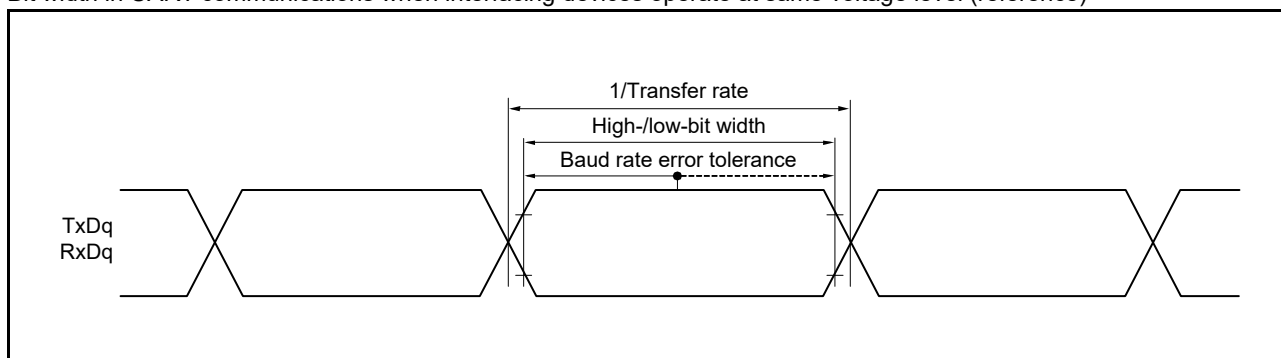 Bit width in UART communications when interfacing devices operate at same voltage level (reference)
1/Transfer rate
High-/low-bit width
Baud rate error tolerance
TxDq
RxDq